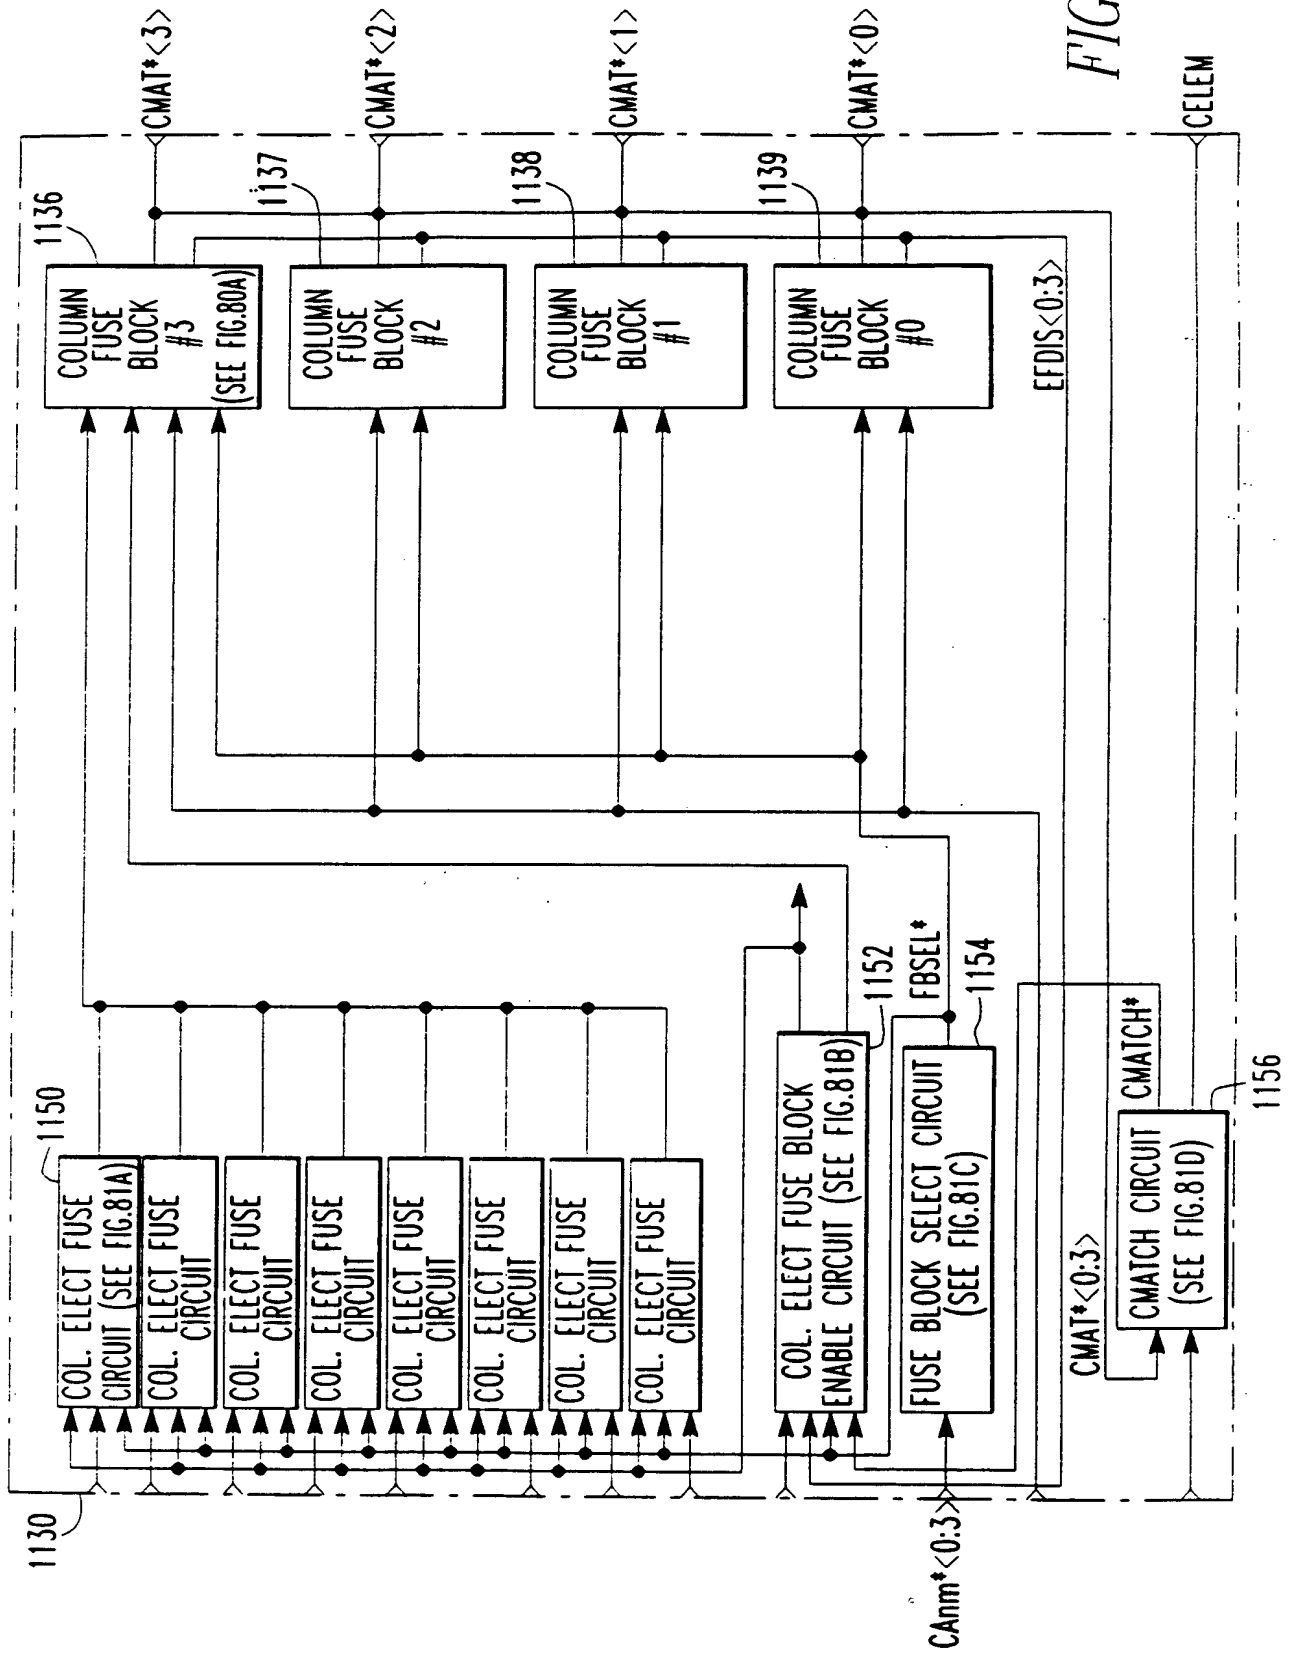 1130
1150
COL. ELECT FUSE
CIRCUIT (SEE FIG.81A)
COL. ELECT FUSE
CIRCUIT
COL. ELECT FUSE
CIRCUIT
COL. ELECT FUSE
CIRCUIT
COL. ELECT FUSE
CIRCUIT
COL. ELECT FUSE
CIRCUIT
COL. ELECT FUSE
CIRCUIT
COL. ELECT FUSE
CIRCUIT
COL. ELECT FUSE BLOCK
ENABLE CIRCUIT (SEE FIG.81B)
1152
FBSEL*
FUSE BLOCK SELECT CIRCUIT
(SEE FIG.81C)
1154
CAnm*<0:3>
CMAT*<0:3>
CMATCH*
CMATCH CIRCUIT
(SEE FIG.81D)
1156
1136
COLUMN
FUSE
BLOCK
#3
(SEE FIG.80A)
1137
COLUMN
FUSE
BLOCK
#2
1138
COLUMN
FUSE
BLOCK
#1
1139
COLUMN
FUSE
BLOCK
#0
EFDIS<0:3>
CMAT*<3>
CMAT*<2>
CMAT*<1>
CMAT*<0>
CELEM
FIG